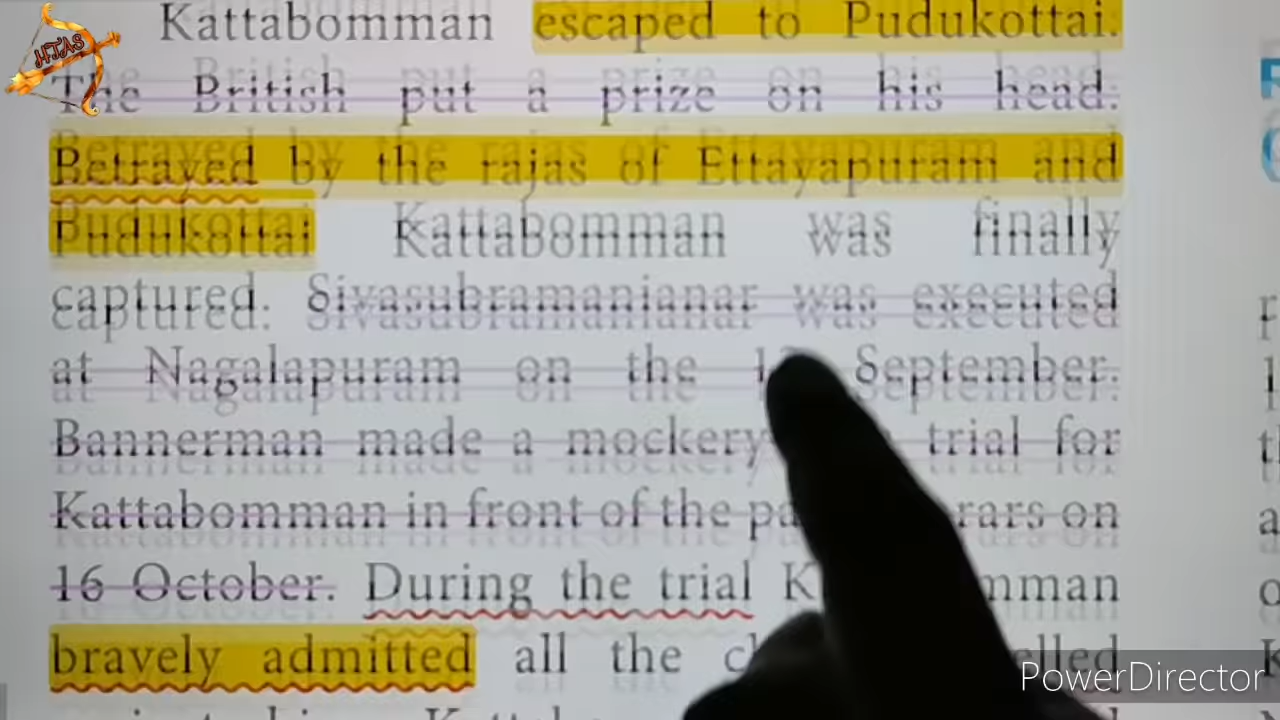 HTAS
Kattabomman escaped to Pudukottai.
The British put a prize on his head.
Betrayed by the rajas of Ettayapuram and
Pudukottai Kattabomman was finally
captured. Sivasubramanianar was executed
at Nagalapuram on the September.
Bannerman made a mockery trial for
Kattabomman in front of the on
16 October. During the trial
bravely admitted all the
PowerDirector